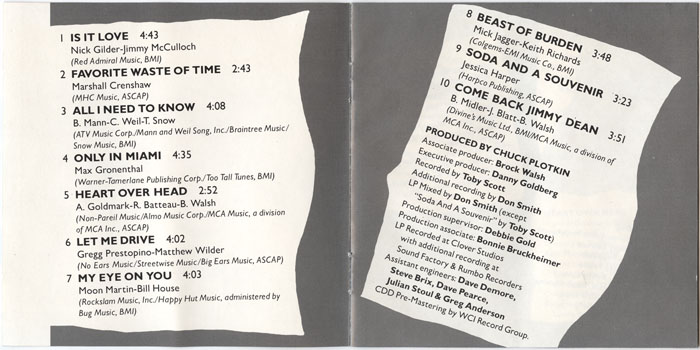 1 IS IT LOVE 4:43
Nick Gilder-Jimmy McCulloch
(Red Admiral Music, BMI)
2 FAVORITE WASTE OF TIME 2:43
Marshall Crenshaw
(MHC Music, ASCAP)
3 ALL I NEED TO KNOW 4:08
B. Mann-C. Weil-T. Snow
(ATV Music Corp./Mann and Weil Song, Inc./Braintree Music/
Snow Music, BMI)
4 ONLY IN MIAMI 4:35
Max Gronenthal
(Warner-Tamerlane Publishing Corp./Too Tall Tunes, BMI)
5 HEART OVER HEAD 2:52
A. Goldmark-R. Batteau-B. Walsh
(Non-Pareil Music/Almo Music Corp./MCA Music, a division
of MCA Inc., ASCAP)
6 LET ME DRIVE 4:02
Gregg Prestopino-Matthew Wilder
(No Ears Music/Streetwise Music/Big Ears Music, ASCAP)
7 MY EYE ON YOU 4:03
Moon Martin-Bill House
(Rockslam Music, Inc./Happy Hut Music, administered by
Bug Music, BMI)
8 BEAST OF BURDEN 3:48
Mick Jagger-Keith Richards
(Colgems-EMI Music Co., BMI)
9 SODA AND A SOUVENIR 3:23
Jessica Harper
(Harpco Publishing, ASCAP)
10 COME BACK JIMMY DEAN 3:51
B. Midler-J. Blatt-B. Walsh
(Divine's Music Ltd., BMI/MCA Music, a division of
MCA Inc., ASCAP)
PRODUCED BY CHUCK PLOTKIN
Associate producer: Brock Walsh
Executive producer: Danny Goldberg
Recorded by Toby Scott
Additional recording by Don Smith
LP Mixed by Don Smith (except
"Soda And A Souvenir" by Toby Scott)
Production supervisor: Debbie Gold
Production associate: Bonnie Bruckheimer
LP Recorded at Clover Studios
with additional recording at
Sound Factory & Rumbo Recorders
Assistant engineers: Dave Demore,
Steve Brix, Dave Pearce,
Julian Stoul & Greg Anderson
CDD Pre-Mastering by WCI Record Group.